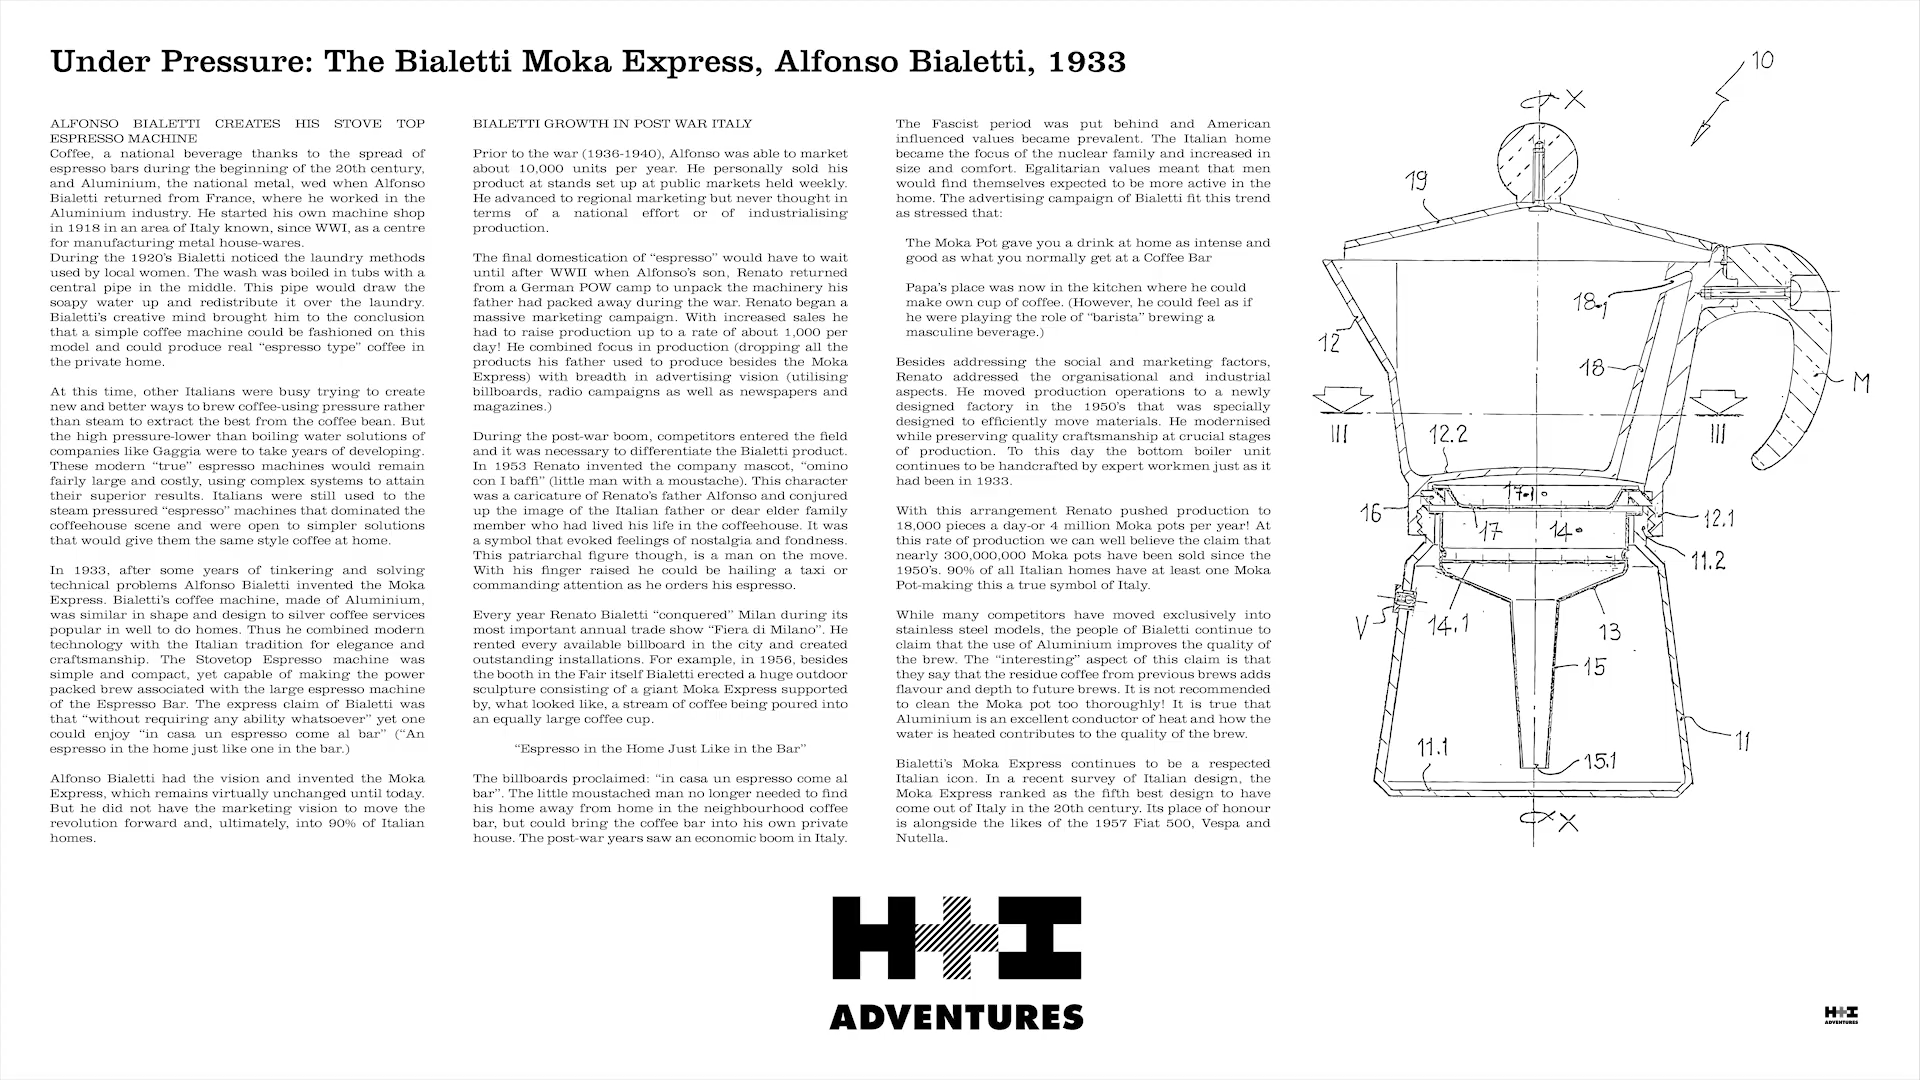 Under Pressure: The Bialetti Moka Express, Alfonso Bialetti, 1933
ALFONSO BIALETTI CREATES HIS STOVE TOP
ESPRESSO MACHINE
Coffee, a national beverage thanks to the spread of
espresso bars during the beginning of the 20th century,
and Aluminium, the national metal, wed when Alfonso
Bialetti returned from France, where he worked in the
Aluminium industry. He started his own machine shop
in 1918 in an area of Italy known, since WWI, as a centre
for manufacturing metal house-wares.
During the 1920's Bialetti noticed the laundry methods
used by local women. The wash was boiled in tubs with a
central pipe in the middle. This pipe would draw the
soapy water up and redistribute it over the laundry.
Bialetti's creative mind brought him to the conclusion
that a simple coffee machine could be fashioned on this
model and could produce real “espresso type” coffee in
the private home.
At this time, other Italians were busy trying to create
new and better ways to brew coffee-using pressure rather
than steam to extract the best from the coffee bean. But
the high pressure-lower than boiling water solutions of
companies like Gaggia were to take years of developing.
These modern “true” espresso machines would remain
fairly large and costly, using complex systems to attain
their superior results. Italians were still used to the
steam pressured “espresso” machines that dominated the
coffeehouse scene and were open to simpler solutions
that would give them the same style coffee at home.
In 1933, after some years of tinkering and solving
technical problems Alfonso Bialetti invented the Moka
Express. Bialetti's coffee machine, made of Aluminium,
was similar in shape and design to silver coffee services
popular in well to do homes. Thus he combined modern
technology with the Italian tradition for elegance and
craftsmanship. The Stovetop Espresso machine was
simple and compact, yet capable of making the power
packed brew associated with the large espresso machine
of the Espresso Bar. The express claim of Bialetti was
that “without requiring any ability whatsoever” yet one
could enjoy “in casa un espresso come al bar” (“An
espresso in the home just like one in the bar.)
Alfonso Bialetti had the vision and invented the Moka
Express, which remains virtually unchanged until today.
But he did not have the marketing vision to move the
revolution forward and, ultimately, into 90% of Italian
homes.
BIALETTI GROWTH IN POST WAR ITALY
Prior to the war (1936-1940), Alfonso was able to market
about 10,000 units per year. He personally sold his
product at stands set up at public markets held weekly.
He advanced to regional marketing but never thought in
terms of a national effort or of industrialising
production.
The final domestication of “espresso” would have to wait
until after WWII when Alfonso's son, Renato returned
from a German POW camp to unpack the machinery his
father had packed away during the war. Renato began a
massive marketing campaign. With increased sales he
had to raise production up to a rate of about 1,000 per
day! He combined focus in production (dropping all the
products his father used to produce besides the Moka
Express) with breadth in advertising vision (utilising
billboards, radio campaigns as well as newspapers and
magazines.)
During the post-war boom, competitors entered the field
and it was necessary to differentiate the Bialetti product.
In 1953 Renato invented the company mascot, “omino
con I baffi” (little man with a moustache). This character
was a caricature of Renato's father Alfonso and conjured
up the image of the Italian father or dear elder family
member who had lived his life in the coffeehouse. It was
a symbol that evoked feelings of nostalgia and fondness.
This patriarchal figure though, is a man on the move.
With his finger raised he could be hailing a taxi or
commanding attention as he orders his espresso.
Every year Renato Bialetti “conquered” Milan during its
most important annual trade show “Fiera di Milano”. He
rented every available billboard in the city and created
outstanding installations. For example, in 1956, besides
the booth in the Fair itself Bialetti erected a huge outdoor
sculpture consisting of a giant Moka Express supported
by, what looked like, a stream of coffee being poured into
an equally large coffee cup.
“Espresso in the Home Just Like in the Bar”
The billboards proclaimed: “in casa un espresso come al
bar”. The little moustached man no longer needed to find
his home away from home in the neighbourhood coffee
bar, but could bring the coffee bar into his own private
house. The post-war years saw an economic boom in Italy.
The Fascist period was put behind and American
influenced values became prevalent. The Italian home
became the focus of the nuclear family and increased in
size and comfort. Egalitarian values meant that men
would find themselves expected to be more active in the
home. The advertising campaign of Bialetti fit this trend
as stressed that:
The Moka Pot gave you a drink at home as intense and
good as what you normally get at a Coffee Bar
Papa's place was now in the kitchen where he could
make own cup of coffee. (However, he could feel as if
he were playing the role of “barista” brewing a
masculine beverage.)
Besides addressing the social and marketing factors,
Renato addressed the organisational and industrial
aspects. He moved production operations to a newly
designed factory in the 1950's that was specially
designed to efficiently move materials. He modernised
while preserving quality craftsmanship at crucial stages
of production. To this day the bottom boiler unit
continues to be handcrafted by expert workmen just as it
had been in 1933.
With this arrangement Renato pushed production to
18,000 pieces a day-or 4 million Moka pots per year! At
this rate of production we can well believe the claim that
nearly 300,000,000 Moka pots have been sold since the
1950's. 90% of all Italian homes have at least one Moka
Pot-making this a true symbol of Italy.
While many competitors have moved exclusively into
stainless steel models, the people of Bialetti continue to
claim that the use of Aluminium improves the quality of
the brew. The “interesting” aspect of this claim is that
they say that the residue coffee from previous brews adds
flavour and depth to future brews. It is not recommended
to clean the Moka pot too thoroughly! It is true that
Aluminium is an excellent conductor of heat and how the
water is heated contributes to the quality of the brew.
Bialetti's Moka Express continues to be a respected
Italian icon. In a recent survey of Italian design, the
Moka Express ranked as the fifth best design to have
come out of Italy in the 20th century. Its place of honour
is alongside the likes of the 1957 Fiat 500, Vespa and
Nutella.
10
X
19
18.1
12
18
M
III
III
12.2
17.1
16
17
14
12.1
11.2
V
14.1
13
15
11.1
15.1
11
X
H+I
ADVENTURES
H+I
ADVENTURES